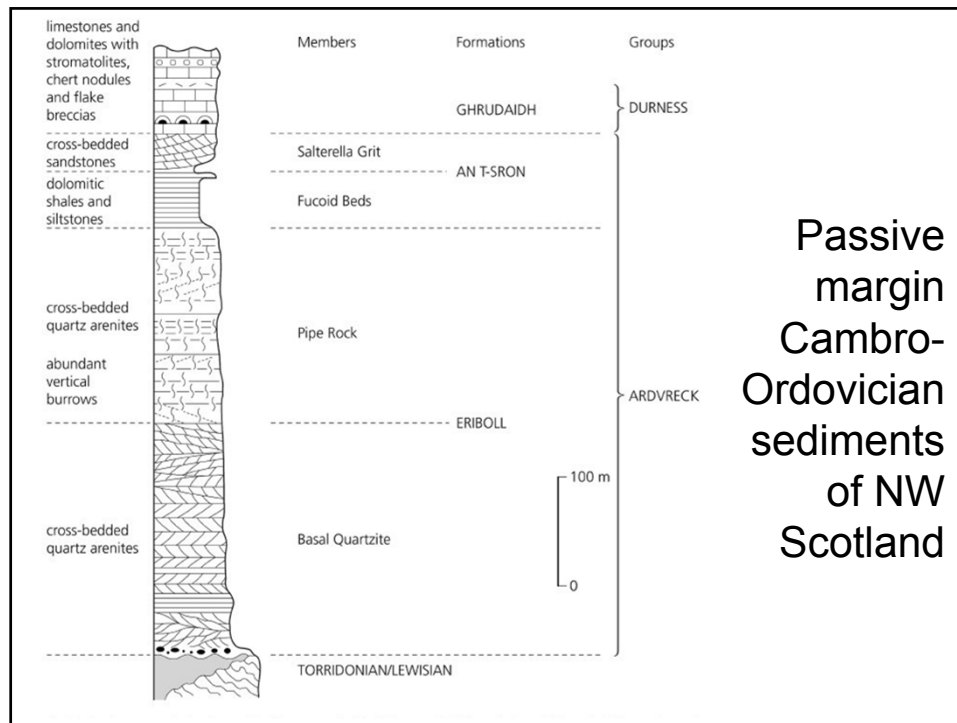 limestones and
dolomites with
stromatolites,
chert nodules
and flake
breccias
Members
Formations
Groups
GHRUDAIDH
DURNESS
cross-bedded
sandstones
Salterella Grit
AN T-SRON
dolomitic
shales and
siltstones
Fucoid Beds
cross-bedded
quartz arenites
Pipe Rock
abundant
vertical
burrows
ARDVRECK
ERIBOLL
100 m
cross-bedded
quartz arenites
Basal Quartzite
0
TORRIDONIAN/LEWISIAN
Passive
margin
Cambro-
Ordovician
sediments
of NW
Scotland